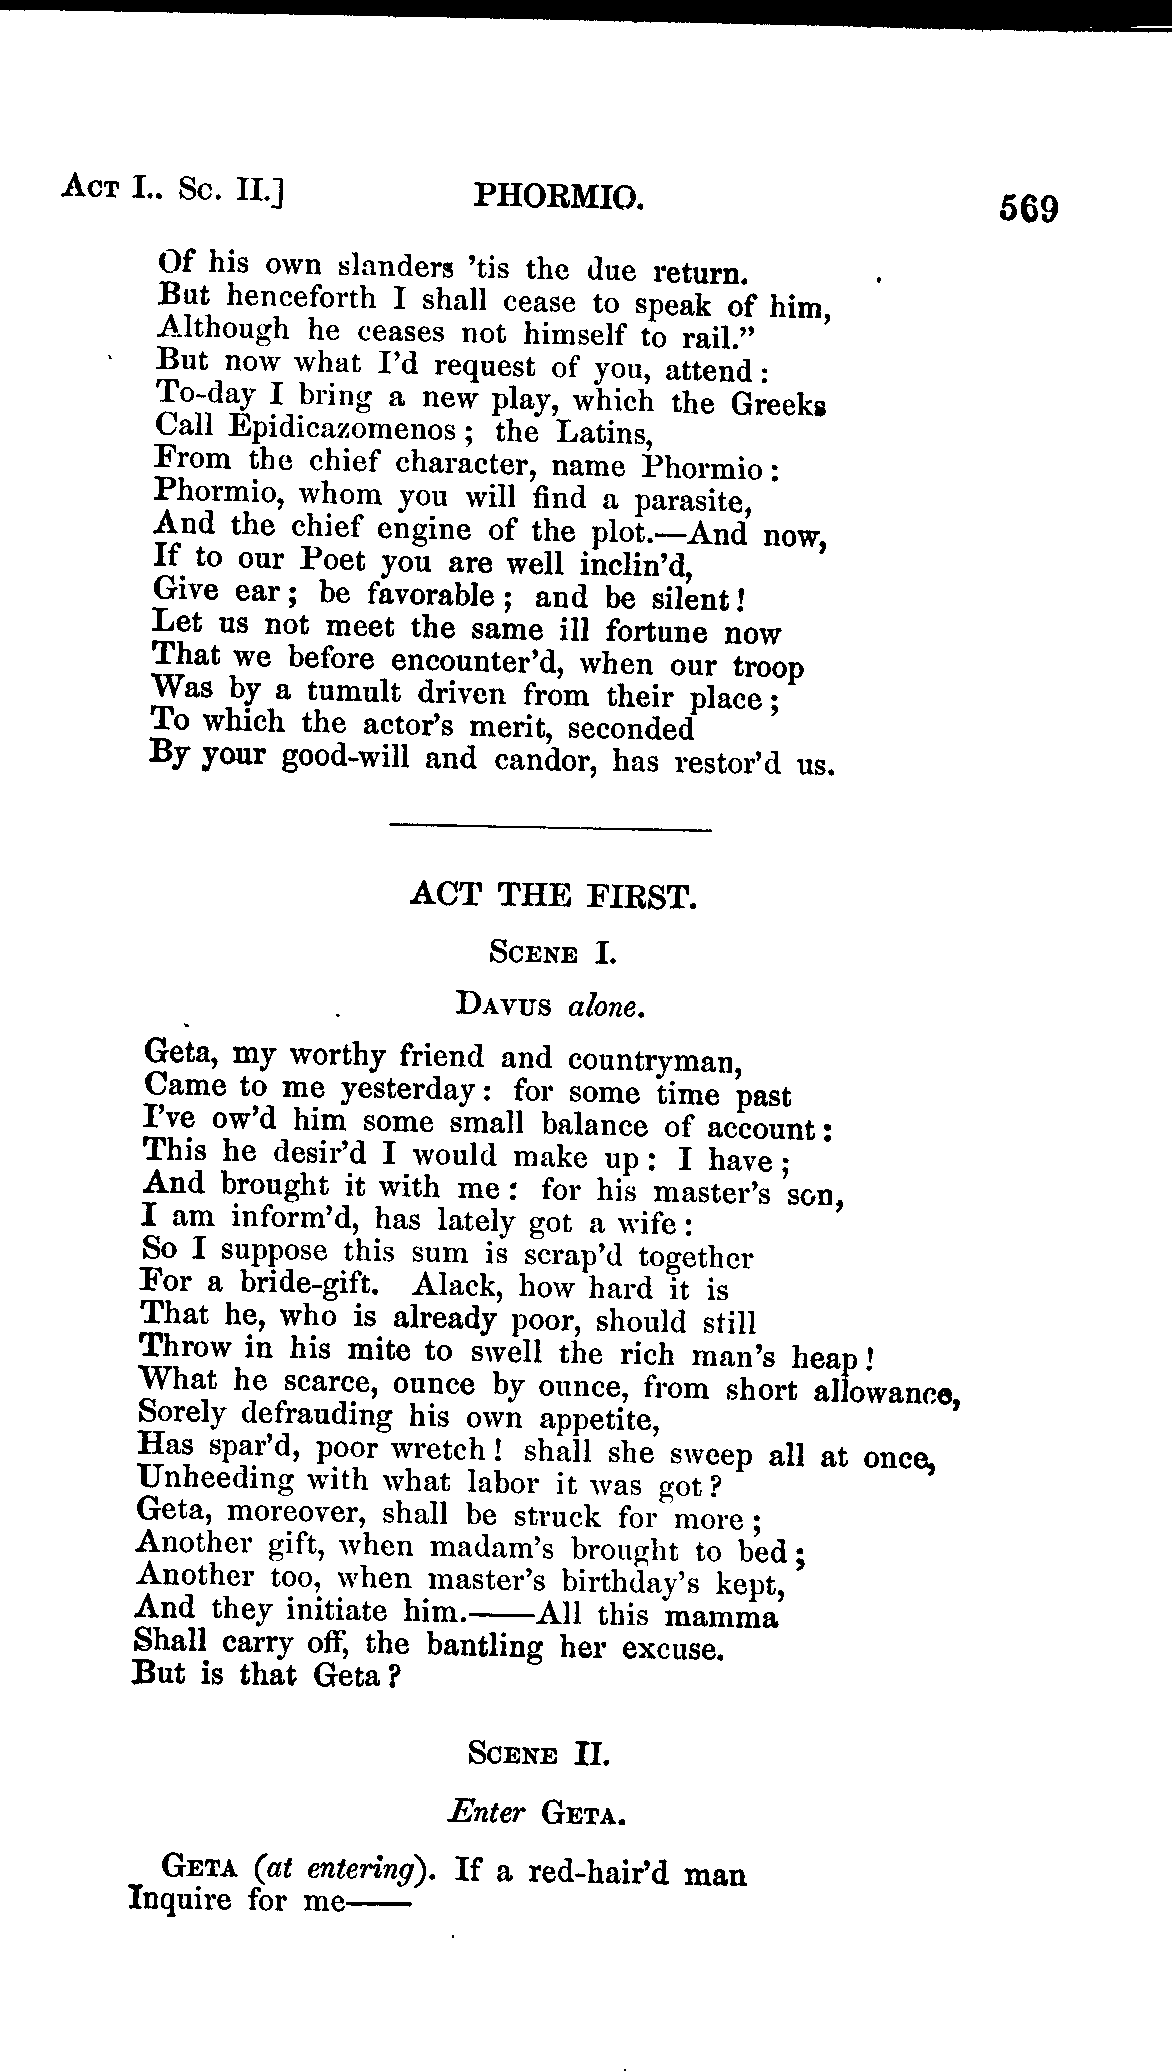 ACT I.. SC. II.] PHORMIO. 569
Of his own slanders 'tis the due return.
But henceforth I shall cease to speak of him,
Although he ceases not himself to rail."
But now what I'd request of you, attend:
To-day I bring a new play, which the Greeks
Call Epidicazomenos; the Latins,
From the chief character, name Phormio:
Phormio, whom you will find a parasite,
And the chief engine of the plot.—And now,
If to our Poet you are well inclin'd,
Give ear; be favorable; and be silent!
Let us not meet the same ill fortune now
That we before encounter'd, when our troop
Was by a tumult driven from their place;
To which the actor's merit, seconded
By your good-will and candor, has restor'd us.
ACT THE FIRST.
SCENE I.
DAVUS alone.
Geta, my worthy friend and countryman,
Came to me yesterday: for some time past
I've ow'd him some small balance of account:
This he desir'd I would make up: I have;
And brought it with me: for his master's son,
I am inform'd, has lately got a wife:
So I suppose this sum is scrap'd together
For a bride-gift. Alack, how hard it is
That he, who is already poor, should still
Throw in his mite to swell the rich man's heap!
What he scarce, ounce by ounce, from short allowance,
Sorely defrauding his own appetite,
Has spar'd, poor wretch! shall she sweep all at once,
Unheeding with what labor it was got?
Geta, moreover, shall be struck for more;
Another gift, when madam's brought to bed;
Another too, when master's birthday's kept,
And they initiate him.——All this mamma
Shall carry off, the bantling her excuse.
But is that Geta?
SCENE II.
Enter GETA.
GETA (at entering). If a red-hair'd man
Inquire for me——